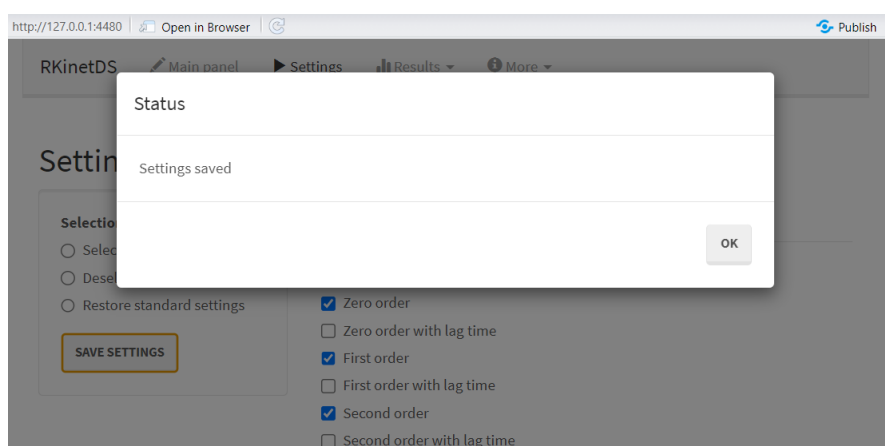 http://127.0.0.1:4480 Open in Browser Publish
RKinetDS Main panel Settings Results More
Status
Settin
Settings saved
Selectio
Selec
OK
Desel
Restore standard settings
Zero order
Zero order with lag time
SAVE SETTINGS
First order
First order with lag time
Second order
Second order with lag time